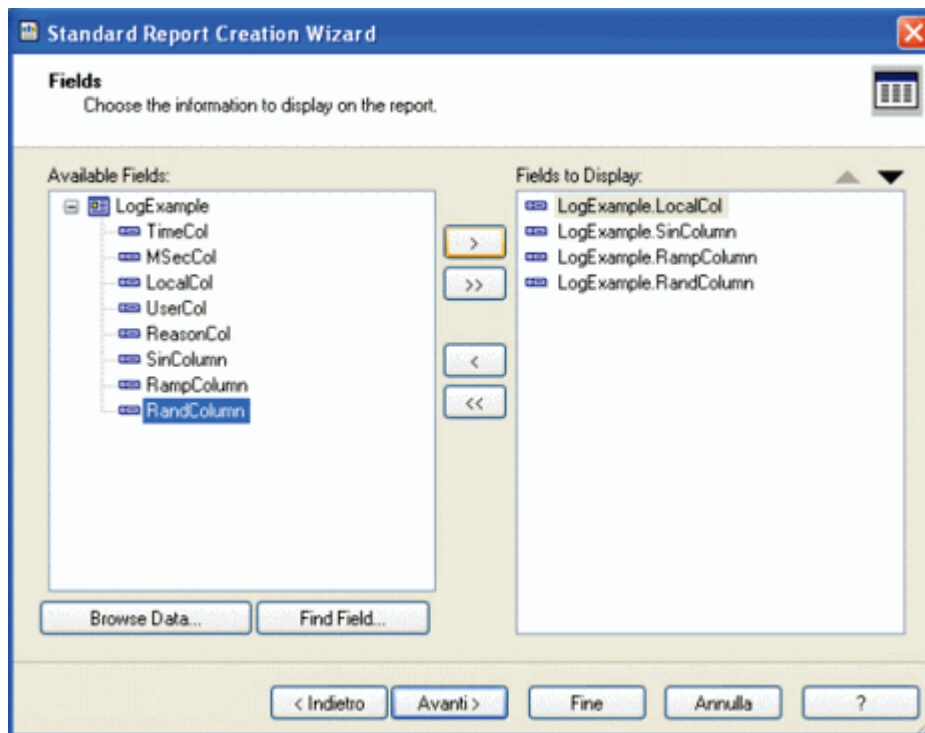 Standard Report Creation Wizard
Fields
Choose the information to display on the report.
Available Fields:
LogExample
TimeCol
MSecCol
LocalCol
UserCol
ReasonCol
SinColumn
RampColumn
RandColumn
>
>>
<
<<
Fields to Display:
LogExample.LocalCol
LogExample.SinColumn
LogExample.RampColumn
LogExample.RandColumn
Browse Data...
Find Field...
< Indietro
Avanti >
Fine
Annulla
?